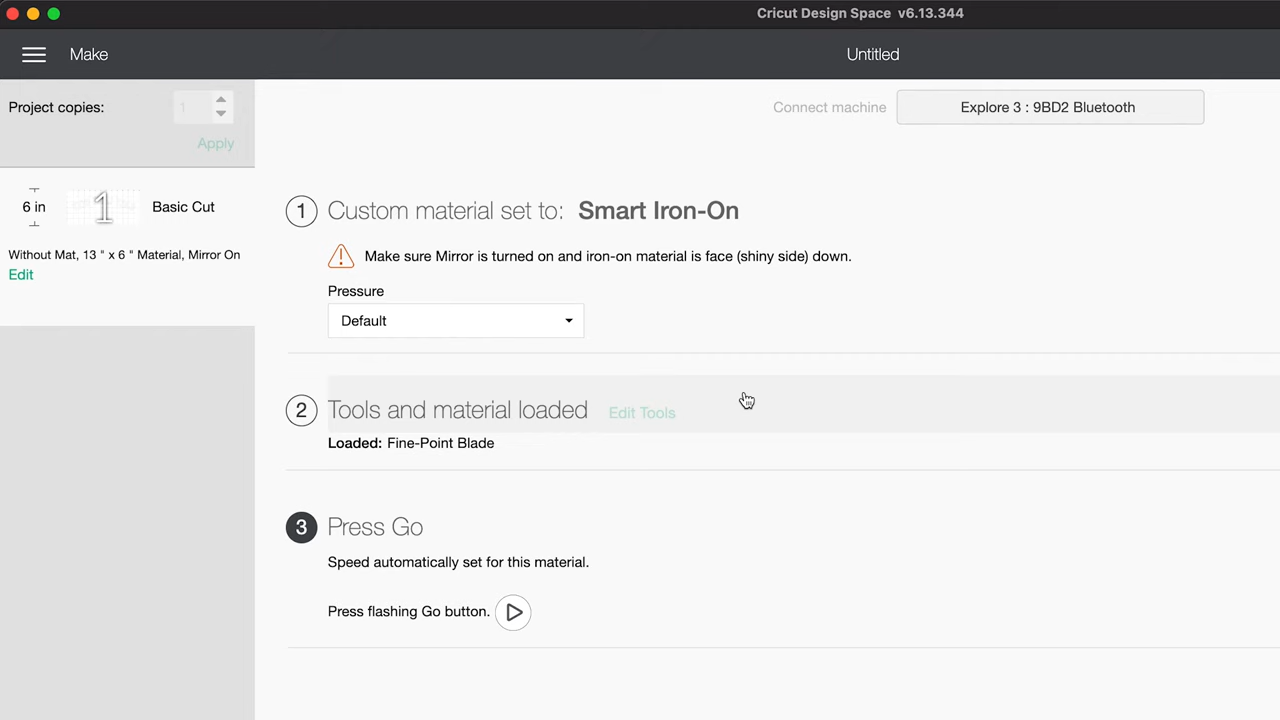 Cricut Design Space v6.13.344
Make
Untitled
Project copies:
1
Apply
Connect machine
Explore 3 : 9BD2 Bluetooth
6 in
1
Basic Cut
Without Mat, 13 " x 6 " Material, Mirror On
Edit
1 Custom material set to: Smart Iron-On
Make sure Mirror is turned on and iron-on material is face (shiny side) down.
Pressure
Default
2 Tools and material loaded Edit Tools
Loaded: Fine-Point Blade
3 Press Go
Speed automatically set for this material.
Press flashing Go button.